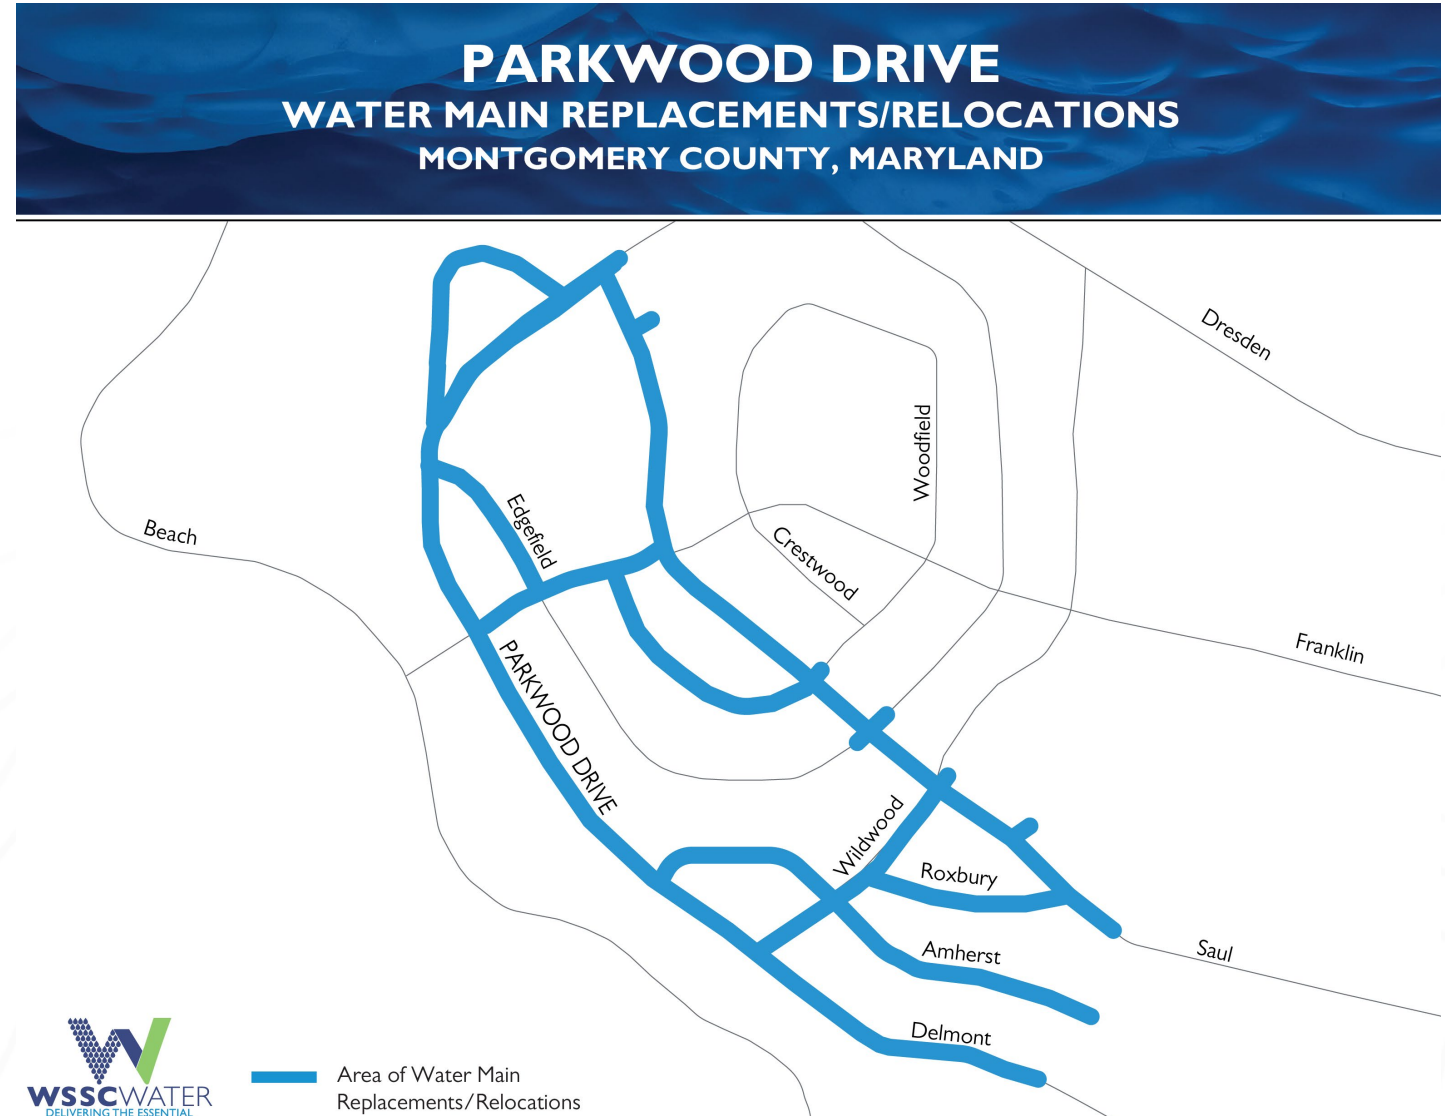 PARKWOOD DRIVE
WATER MAIN REPLACEMENTS/RELOCATIONS
MONTGOMERY COUNTY, MARYLAND
Dresden
Woodfield
Edgefield
Beach
Crestwood
Franklin
PARKWOOD DRIVE
Wildwood
Roxbury
Amherst
Saul
Delmont
WSSCWATER
DELIVERING THE ESSENTIAL
Area of Water Main
Replacements/Relocations